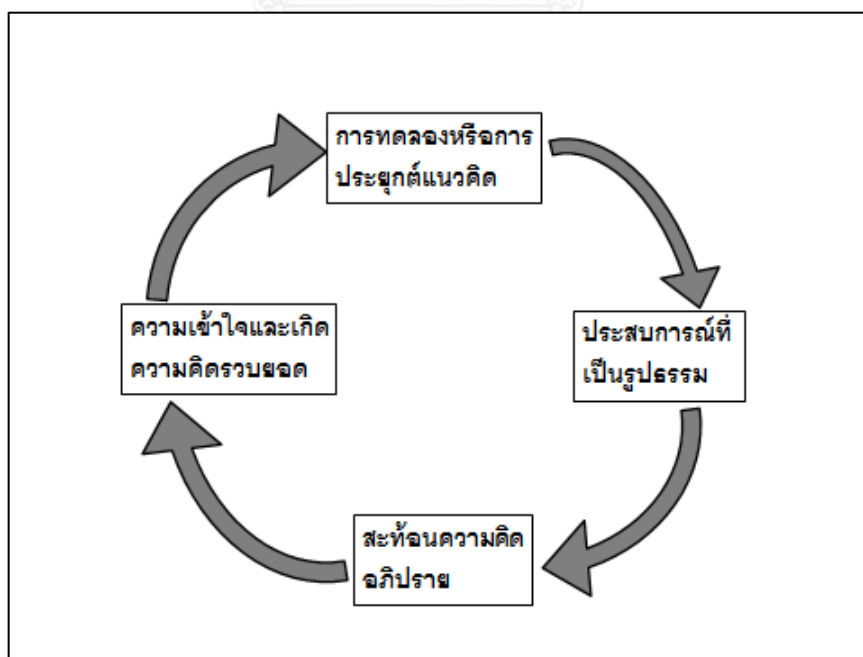 การทดลองหรือการ
ประยุกต์แนวคิด
ประสบการณ์ที่
เป็นรูปธรรม
สะท้อนความคิด
อภิปราย
ความเข้าใจและเกิด
ความคิดรวบยอด